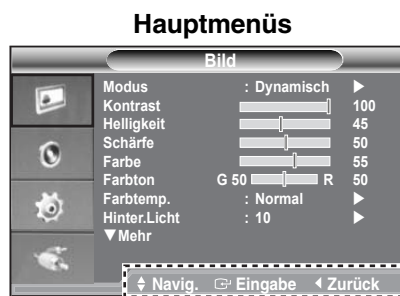 Hauptmenüs
Bild
Modus : Dynamisch ▶
Kontrast 100
Helligkeit 45
Schärfe 50
Farbe 55
Farbton G 50 R 50
Farbtemp. : Normal ▶
Hinter.Licht : 10 ▶
▼Mehr
Navig. Eingabe Zurück